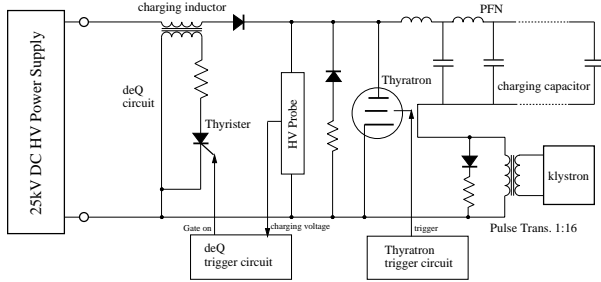 charging inductor
PFN
25kV DC HV Power Supply
deQ
circuit
Thyrister
HV Probe
Thyratron
charging capacitor
klystron
Gate on
charging voltage
trigger
Pulse Trans. 1:16
deQ
trigger circuit
Thyratron
trigger circuit